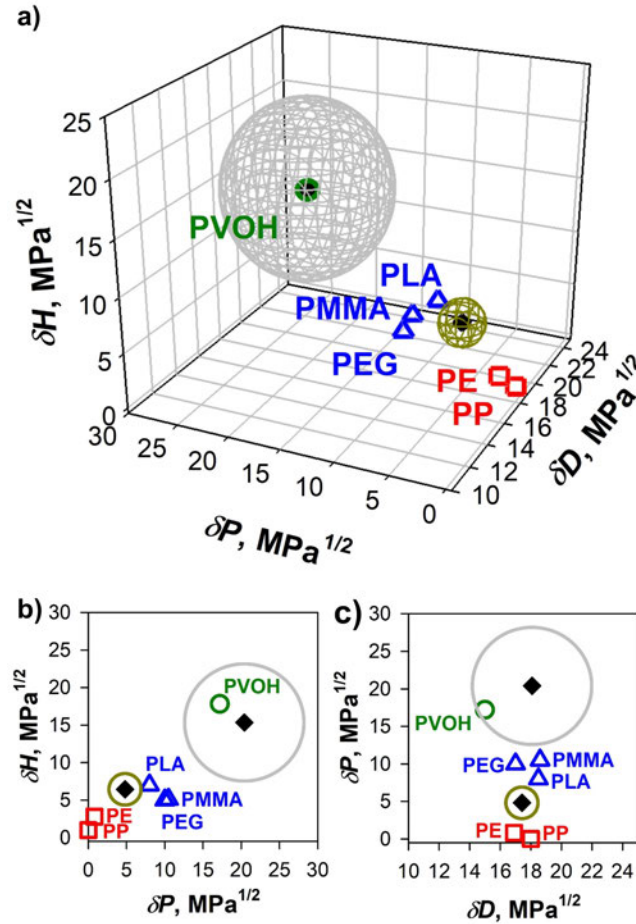 a)
25
20
15
10
5
0
δH, MPa1/2
PVOH
PLA
PMMA
PEG
PE
PP
30
25
20
15
10
5
0
δP, MPa1/2
24
22
20
18
16
14
12
10
δD, MPa1/2
b)
30
25
20
15
10
5
0
δH, MPa1/2
PVOH
PLA
PMMA
PEG
PE
PP
0 10 20 30
δP, MPa1/2
c)
30
25
20
15
10
5
0
δP, MPa1/2
PVOH
PEG
PMMA
PLA
PE
PP
10 12 14 16 18 20 22 24
δD, MPa1/2